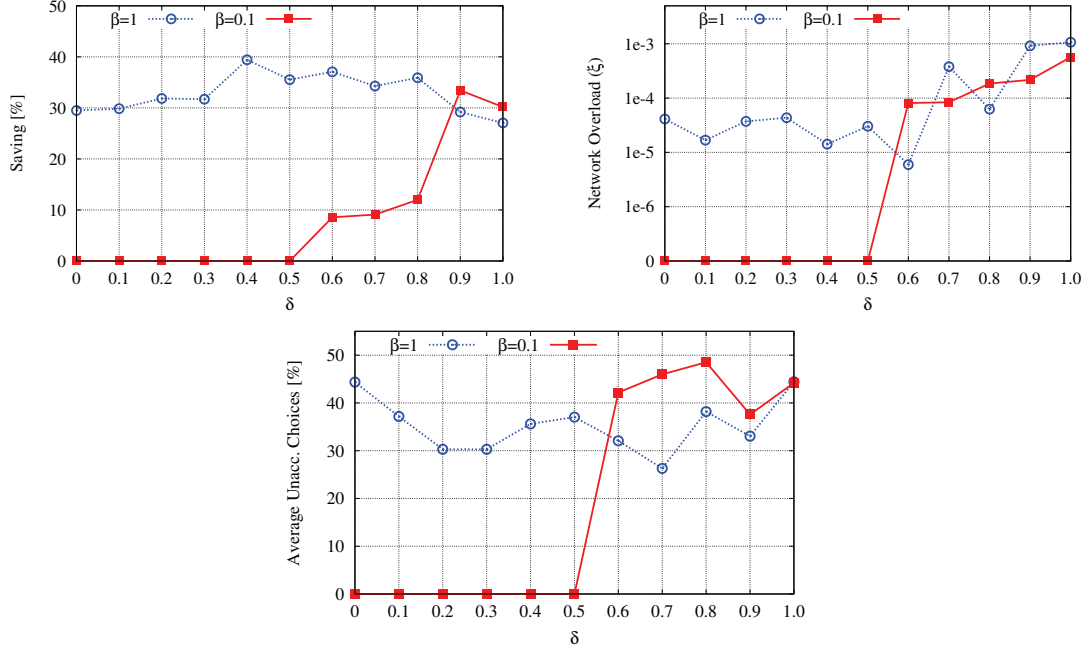 β=1 β=0.1
Saving [%]
50
40
30
20
10
0
0 0.1 0.2 0.3 0.4 0.5 0.6 0.7 0.8 0.9 1.0
δ
β=1 β=0.1
Network Overload (ξ)
1e-3
1e-4
1e-5
1e-6
0
0 0.1 0.2 0.3 0.4 0.5 0.6 0.7 0.8 0.9 1.0
δ
β=1 β=0.1
Average Unacc. Choices [%]
50
40
30
20
10
0
0 0.1 0.2 0.3 0.4 0.5 0.6 0.7 0.8 0.9 1.0
δ